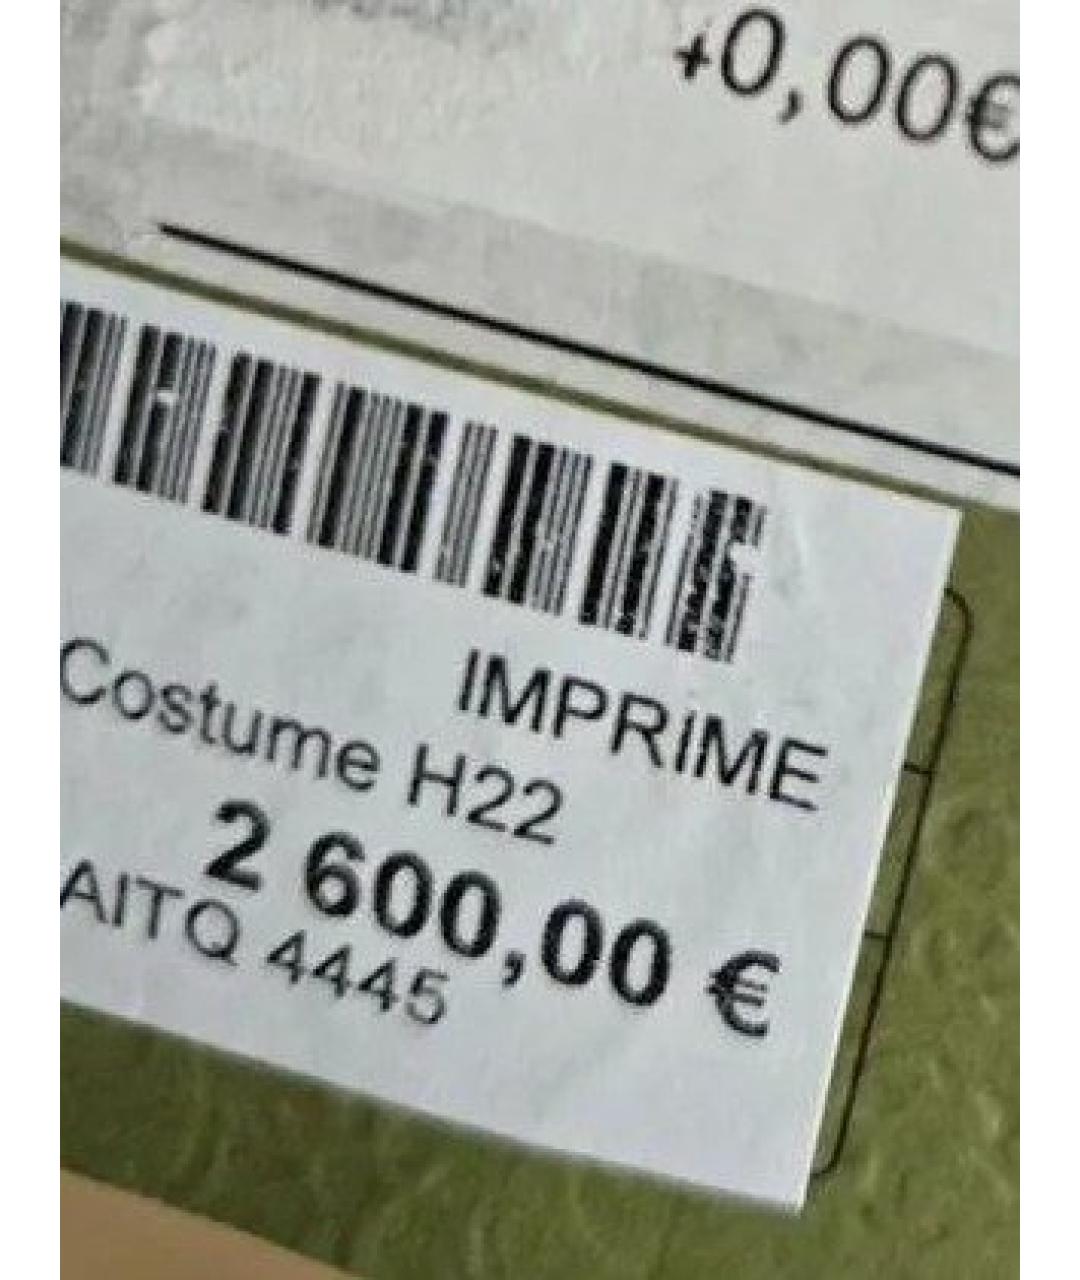 +0,00€
IMPRIME
Costume H22
2 600,00 €
AITQ 4445